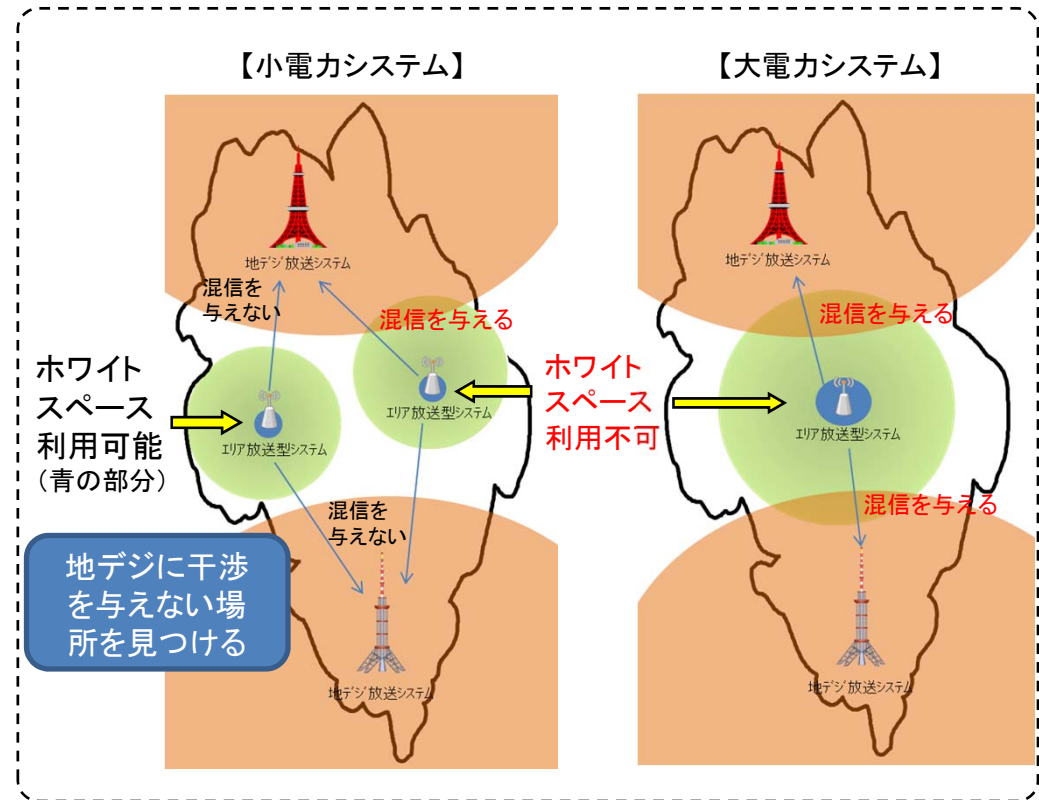 【小電力システム】
【大電力システム】
地デジ放送システム
混信を
与えない
混信を与える
ホワイト
スペース
利用可能
（青の部分）
エリア放送型システム
エリア放送型システム
混信を
与えない
地デジに干渉
を与えない場
所を見つける
地デジ放送システム
ホワイト
スペース
利用不可
地デジ放送システム
混信を与える
エリア放送型システム
混信を与える
地デジ放送システム